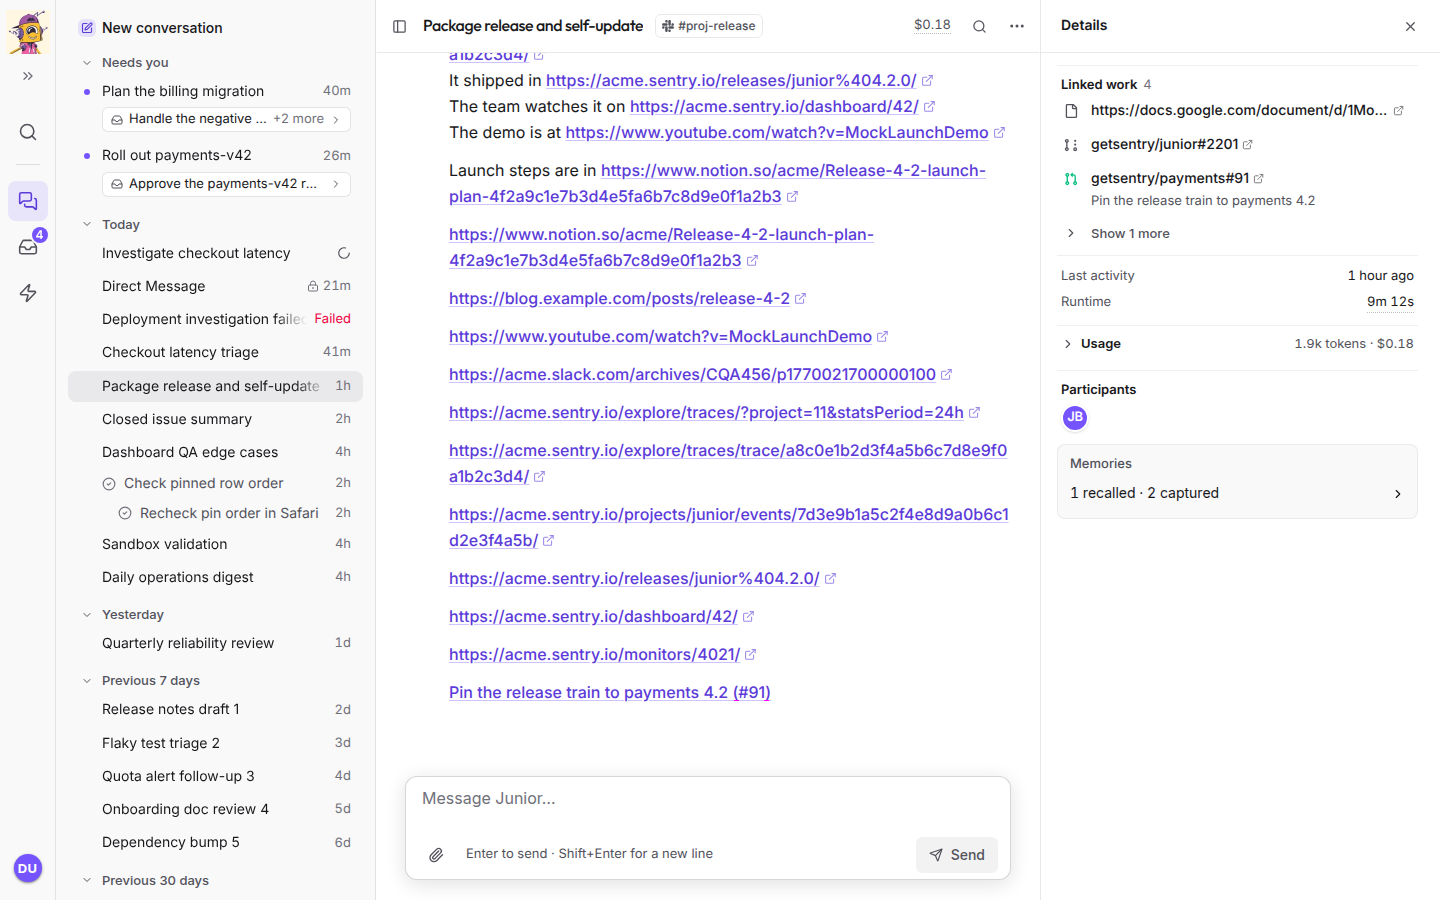 New conversation
Needs you
Plan the billing migration 40m
Handle the negative ... +2 more
Roll out payments-v42 26m
Approve the payments-v42 r...
Today
Investigate checkout latency
Direct Message 21m
Deployment investigation failed Failed
Checkout latency triage 41m
Package release and self-update 1h
Closed issue summary 2h
Dashboard QA edge cases 4h
Check pinned row order 2h
Recheck pin order in Safari 2h
Sandbox validation 4h
Daily operations digest 4h
Yesterday
Quarterly reliability review 1d
Previous 7 days
Release notes draft 1 2d
Flaky test triage 2 3d
Quota alert follow-up 3 4d
Onboarding doc review 4 5d
Dependency bump 5 6d
Previous 30 days
4
DU
Package release and self-update #proj-release $0.18
a1b2c3d4/
It shipped in https://acme.sentry.io/releases/junior%404.2.0/
The team watches it on https://acme.sentry.io/dashboard/42/
The demo is at https://www.youtube.com/watch?v=MockLaunchDemo
Launch steps are in https://www.notion.so/acme/Release-4-2-launch-
plan-4f2a9c1e7b3d4e5fa6b7c8d9e0f1a2b3
https://www.notion.so/acme/Release-4-2-launch-plan-
4f2a9c1e7b3d4e5fa6b7c8d9e0f1a2b3
https://blog.example.com/posts/release-4-2
https://www.youtube.com/watch?v=MockLaunchDemo
https://acme.slack.com/archives/CQA456/p1770021700000100
https://acme.sentry.io/explore/traces/?project=11&statsPeriod=24h
https://acme.sentry.io/explore/traces/trace/a8c0e1b2d3f4a5b6c7d8e9f0
a1b2c3d4/
https://acme.sentry.io/projects/junior/events/7d3e9b1a5c2f4e8d9a0b6c1
d2e3f4a5b/
https://acme.sentry.io/releases/junior%404.2.0/
https://acme.sentry.io/dashboard/42/
https://acme.sentry.io/monitors/4021/
Pin the release train to payments 4.2 (#91)
Message Junior...
Enter to send · Shift+Enter for a new line
Send
Details
Linked work 4
https://docs.google.com/document/d/1Mo...
getsentry/junior#2201
getsentry/payments#91
Pin the release train to payments 4.2
Show 1 more
Last activity 1 hour ago
Runtime 9m 12s
Usage 1.9k tokens · $0.18
Participants
JB
Memories
1 recalled · 2 captured